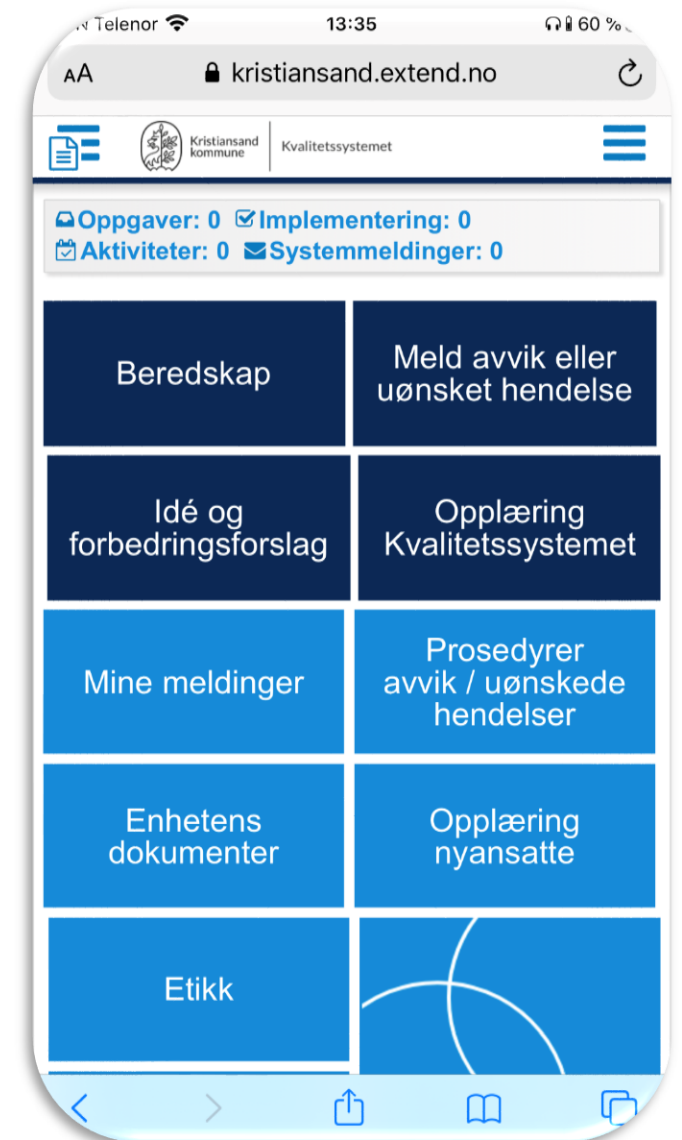 Telenor 13:35 60 %
AA kristiansand.extend.no
Kristiansand
kommune
Kvalitetssystemet
Oppgaver: 0 Implementering: 0
Aktiviteter: 0 Systemmeldinger: 0
Beredskap
Meld avvik eller
uønsket hendelse
Idé og
forbedringsforslag
Opplæring
Kvalitetssystemet
Mine meldinger
Prosedyrer
avvik / uønskede
hendelser
Enhetens
dokumenter
Opplæring
nyansatte
Etikk